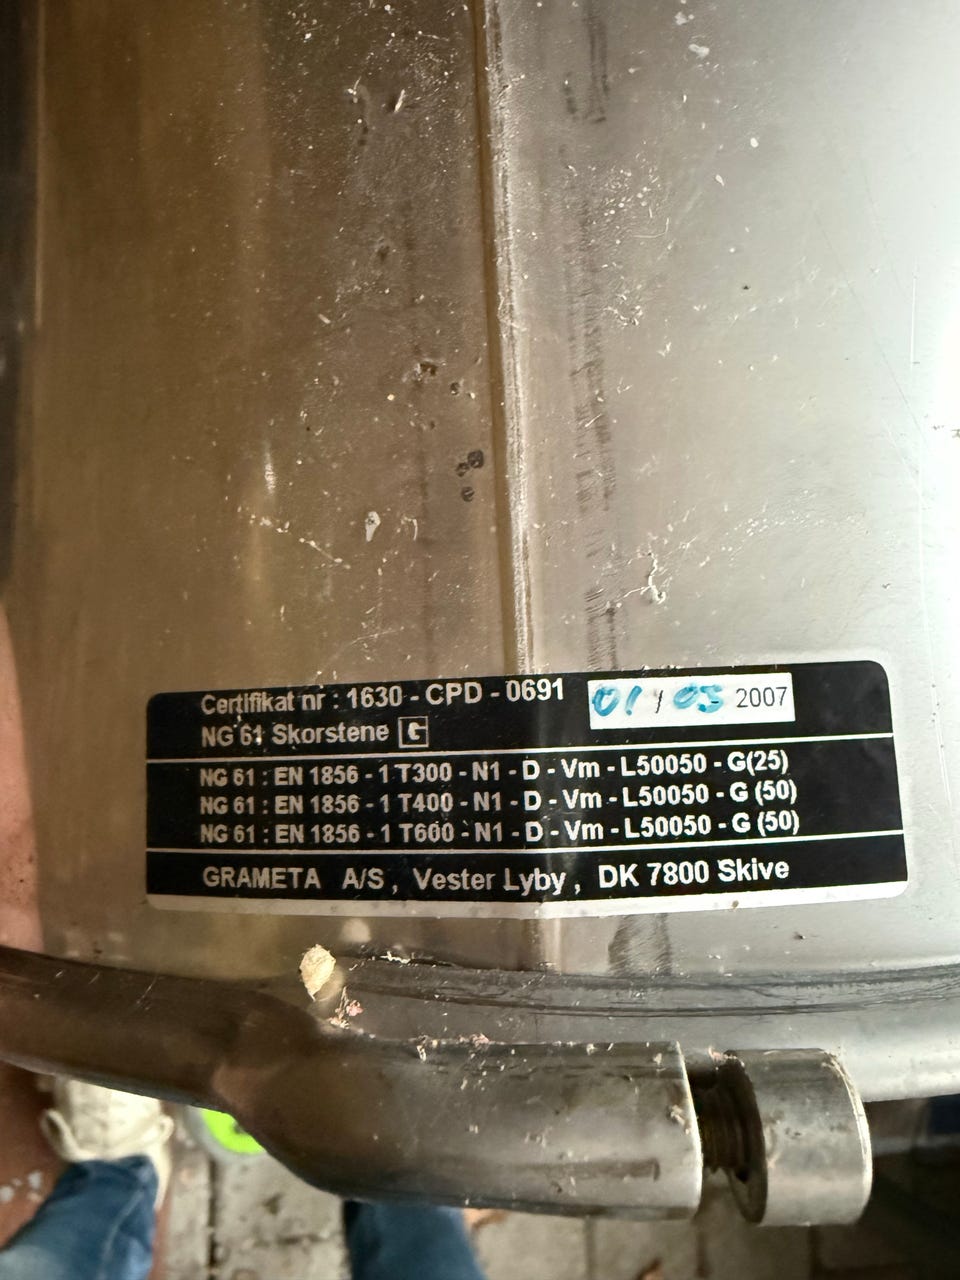 Certifikat nr : 1630 - CPD - 0691
01 / 05 2007
NG 61 Skorstene G
NG 61 : EN 1856 - 1 T300 - N1 - D - Vm - L50050 - G(25)
NG 61 : EN 1856 - 1 T400 - N1 - D - Vm - L50050 - G (50)
NG 61 : EN 1856 - 1 T600 - N1 - D - Vm - L50050 - G (50)
GRAMETA A/S , Vester Lyby , DK 7800 Skive